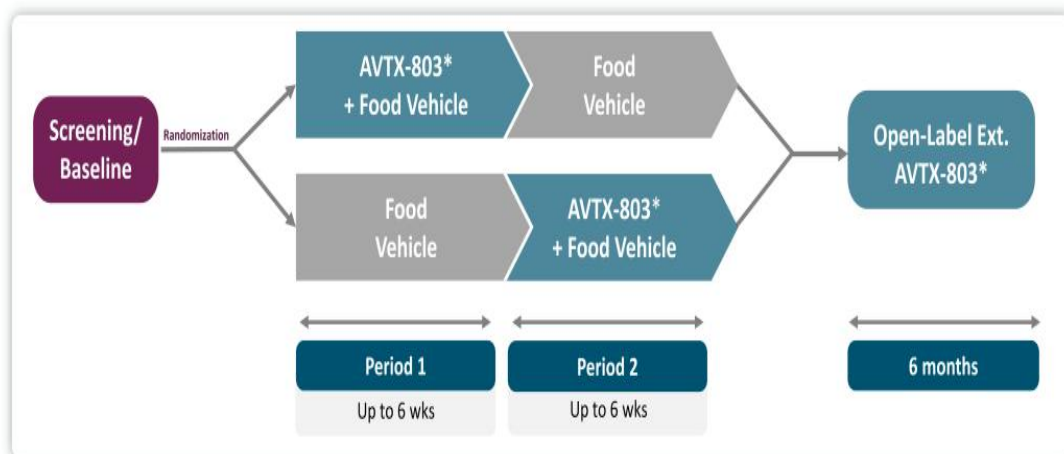 Screening/
Baseline
Randomization
AVTX-803*
+ Food Vehicle
Food
Vehicle
Food
Vehicle
AVTX-803*
+ Food Vehicle
Open-Label Ext.
AVTX-803*
Period 1
Up to 6 wks
Period 2
Up to 6 wks
6 months